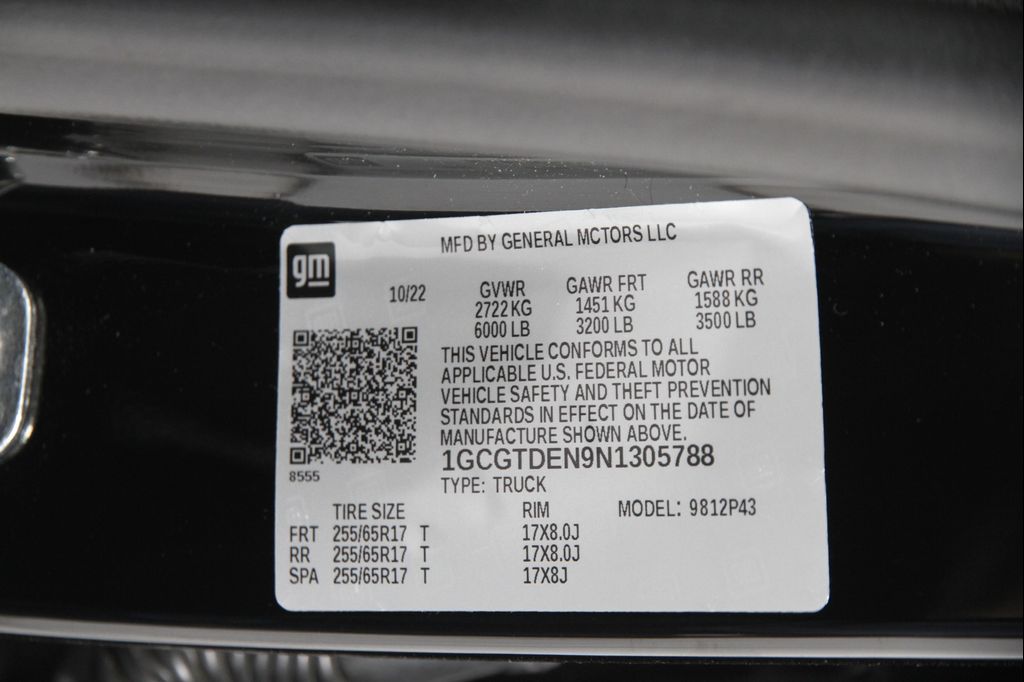 MFD BY GENERAL MCTORS LLC
gm
10/22
GVWR GAWR FRT GAWR RR
2722 KG 1451 KG 1588 KG
6000 LB 3200 LB 3500 LB
THIS VEHICLE CONFORMS TO ALL
APPLICABLE U.S. FEDERAL MOTOR
VEHICLE SAFETY AND THEFT PREVENTION
STANDARDS IN EFFECT ON THE DATE OF
MANUFACTURE SHOWN ABOVE.
1GCGTDEN9N1305788
8555
TYPE: TRUCK
TIRE SIZE RIM MODEL: 9812P43
FRT 255/65R17 T 17X8.0J
RR 255/65R17 T 17X8.0J
SPA 255/65R17 T 17X8J